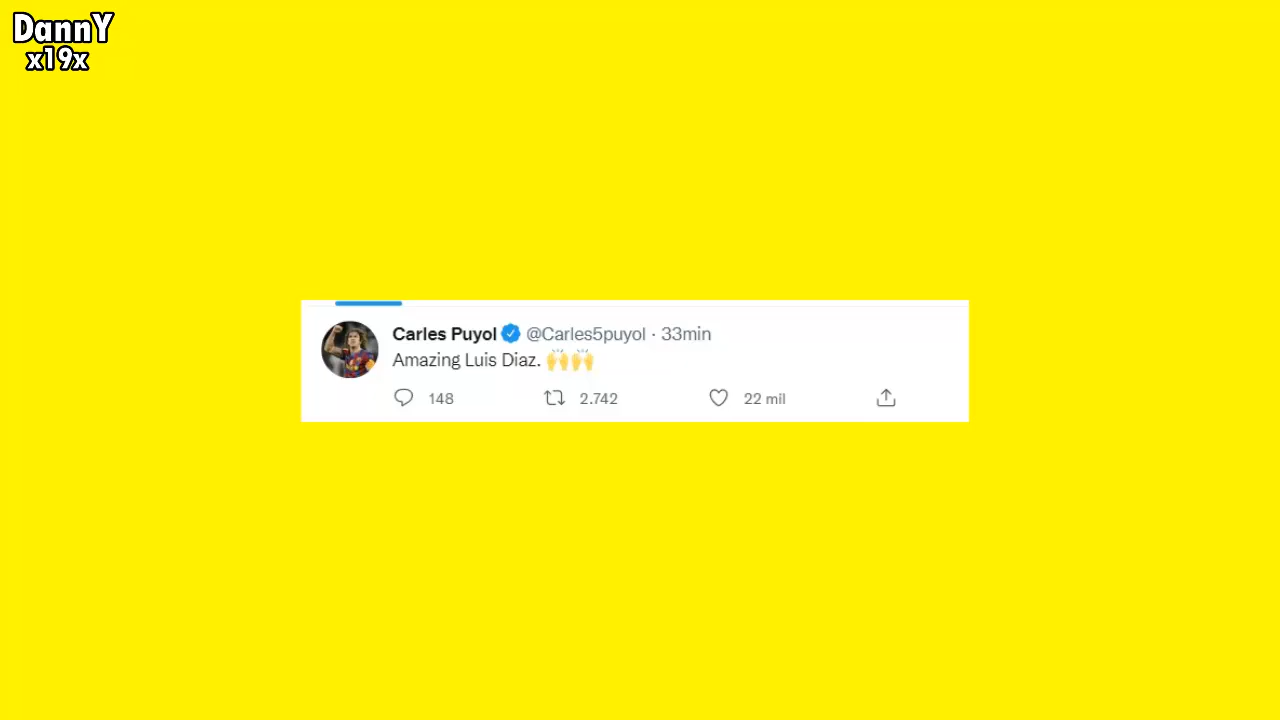 DannY
x19x
Carles Puyol @Carles5puyol · 33min
Amazing Luis Diaz. 🙌🙌
148 2.742 22 mil